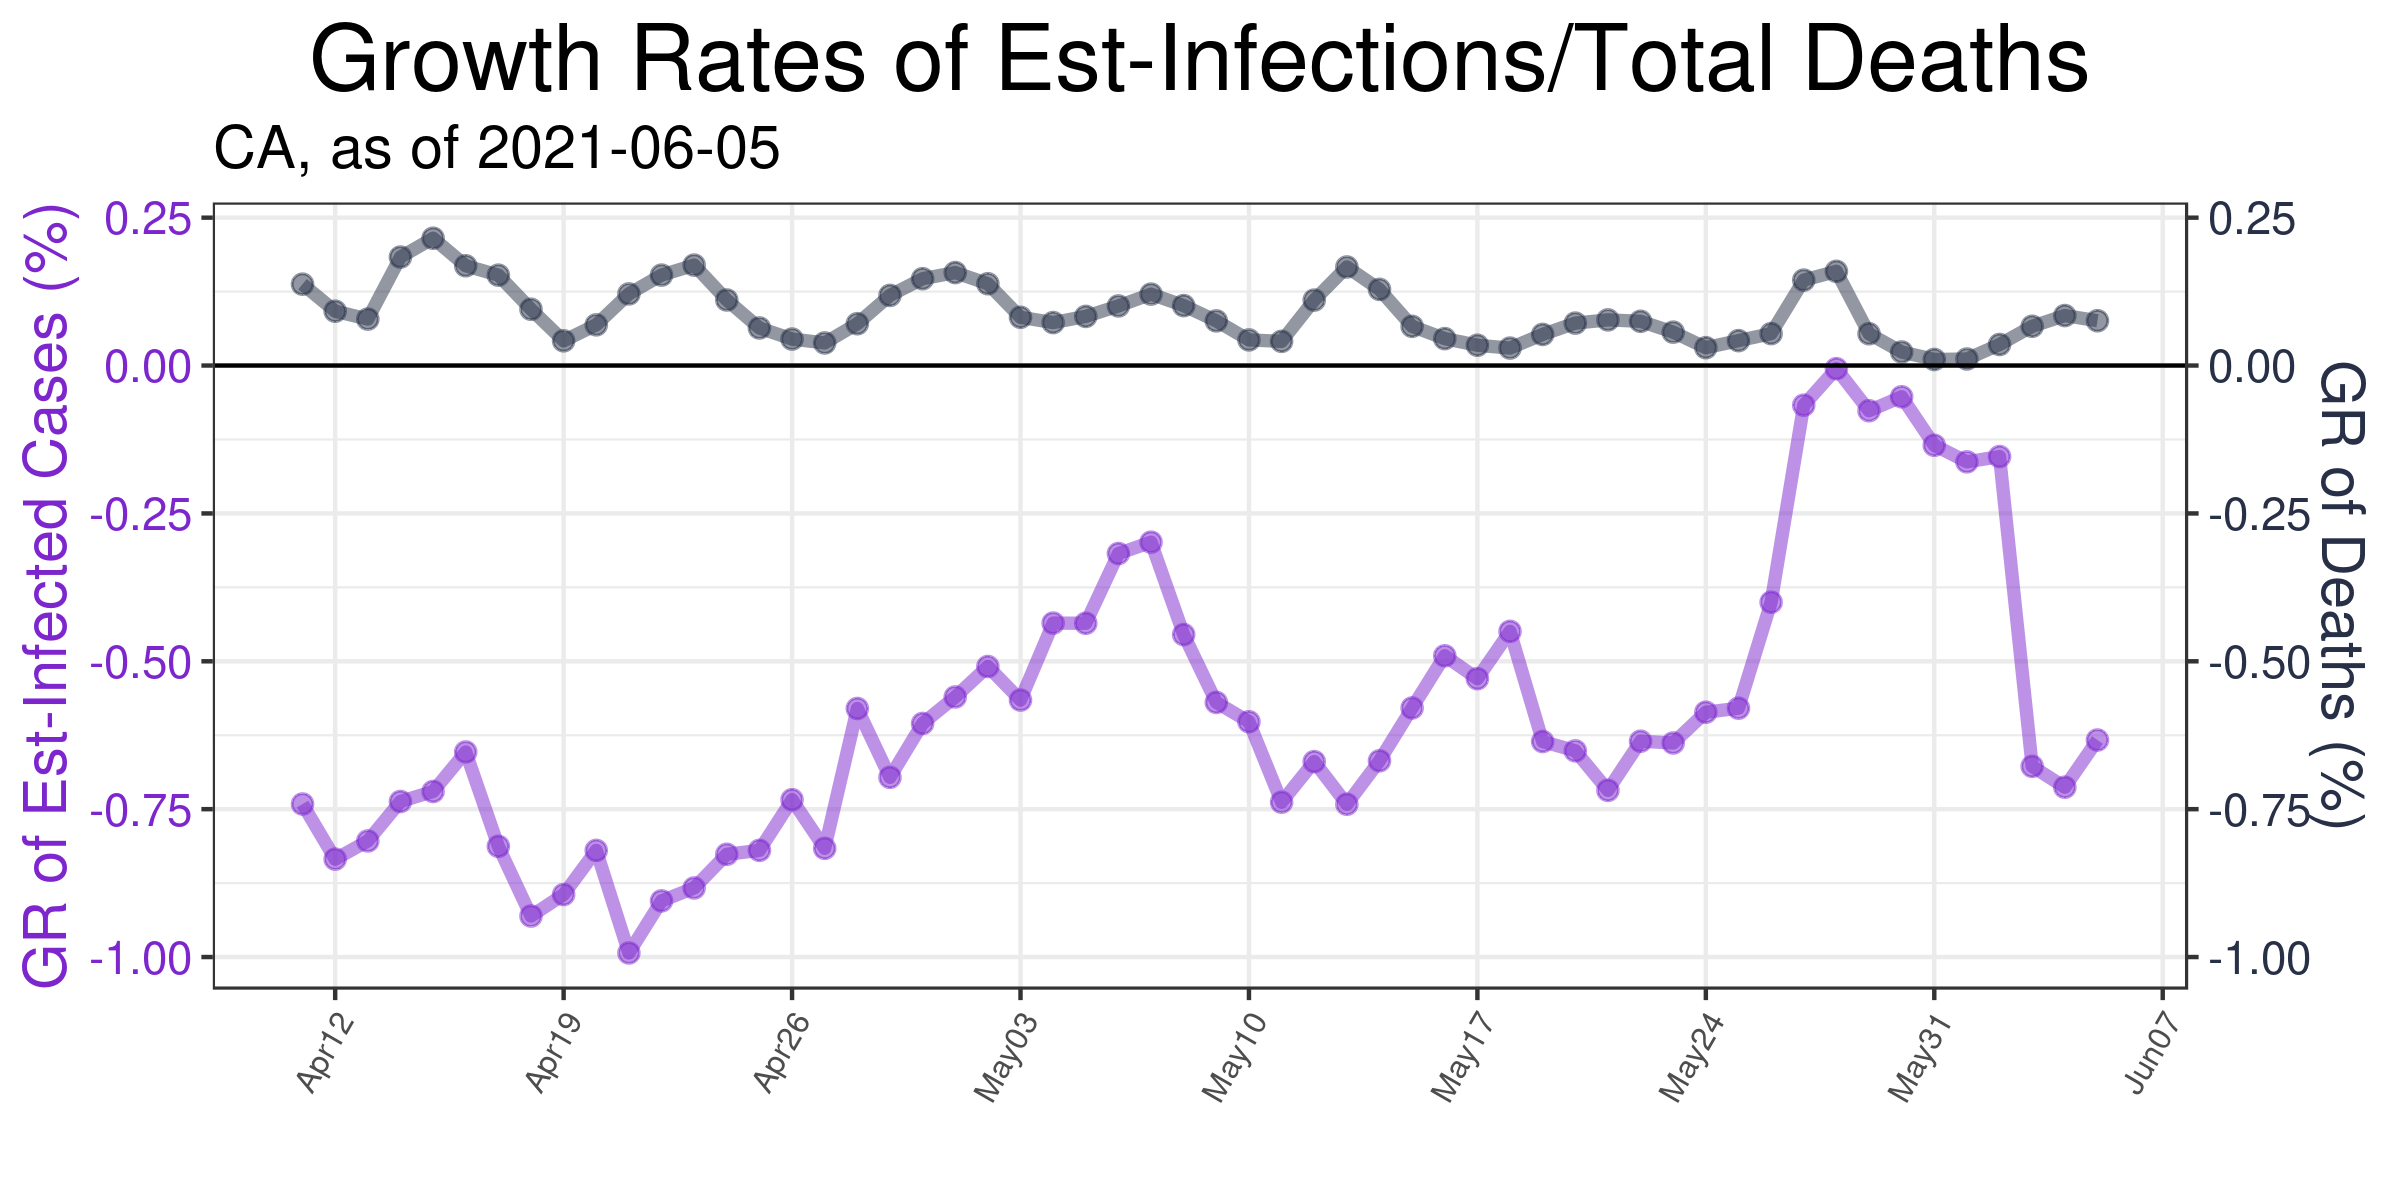 Growth Rates of Est-Infections/Total Deaths
CA, as of 2021-06-05
GR of Est-Infected Cases (%)
0.25
0.00
-0.25
-0.50
-0.75
-1.00
0.25
0.00
-0.25
-0.50
-0.75
-1.00
GR of Deaths (%)
Apr12
Apr19
Apr26
May03
May10
May17
May24
May31
Jun07